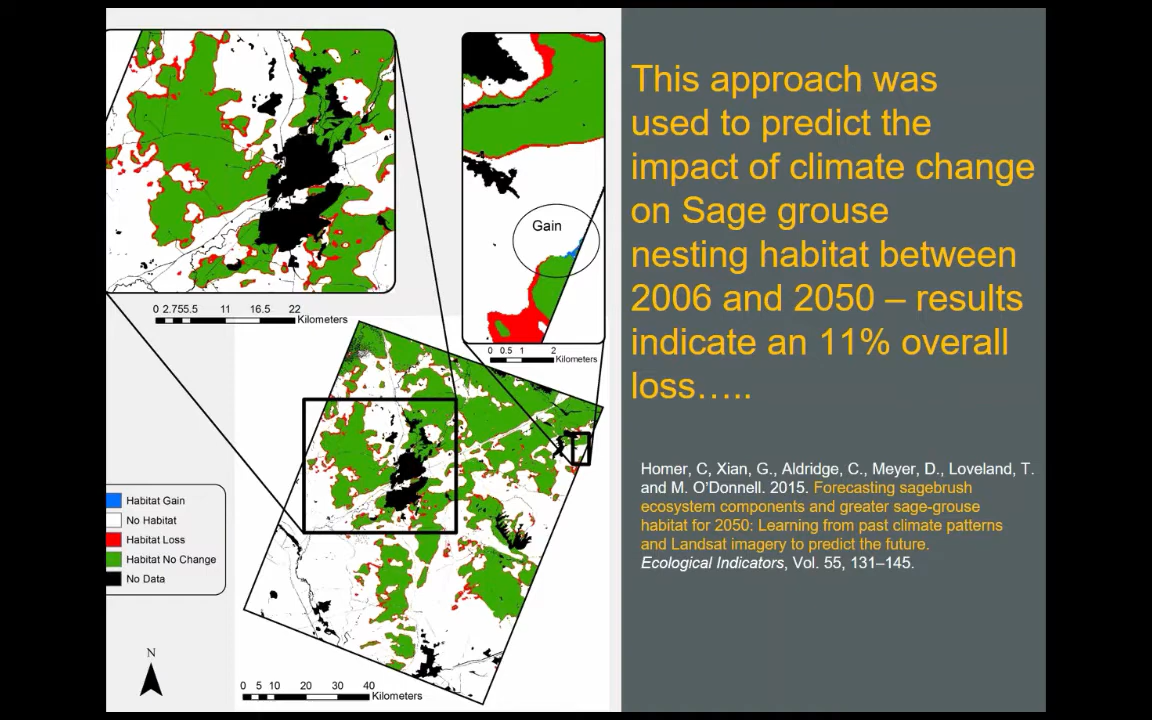 This approach was
used to predict the
impact of climate change
on Sage grouse
nesting habitat between
2006 and 2050 – results
indicate an 11% overall
loss…..
Homer, C, Xian, G., Aldridge, C., Meyer, D., Loveland, T.
and M. O'Donnell. 2015. Forecasting sagebrush
ecosystem components and greater sage-grouse
habitat for 2050: Learning from past climate patterns
and Landsat imagery to predict the future.
Ecological Indicators, Vol. 55, 131–145.
Gain
0 2.755.5 11 16.5 22
Kilometers
0 0.5 1 2
Kilometers
Habitat Gain
No Habitat
Habitat Loss
Habitat No Change
No Data
N
0 5 10 20 30 40
Kilometers